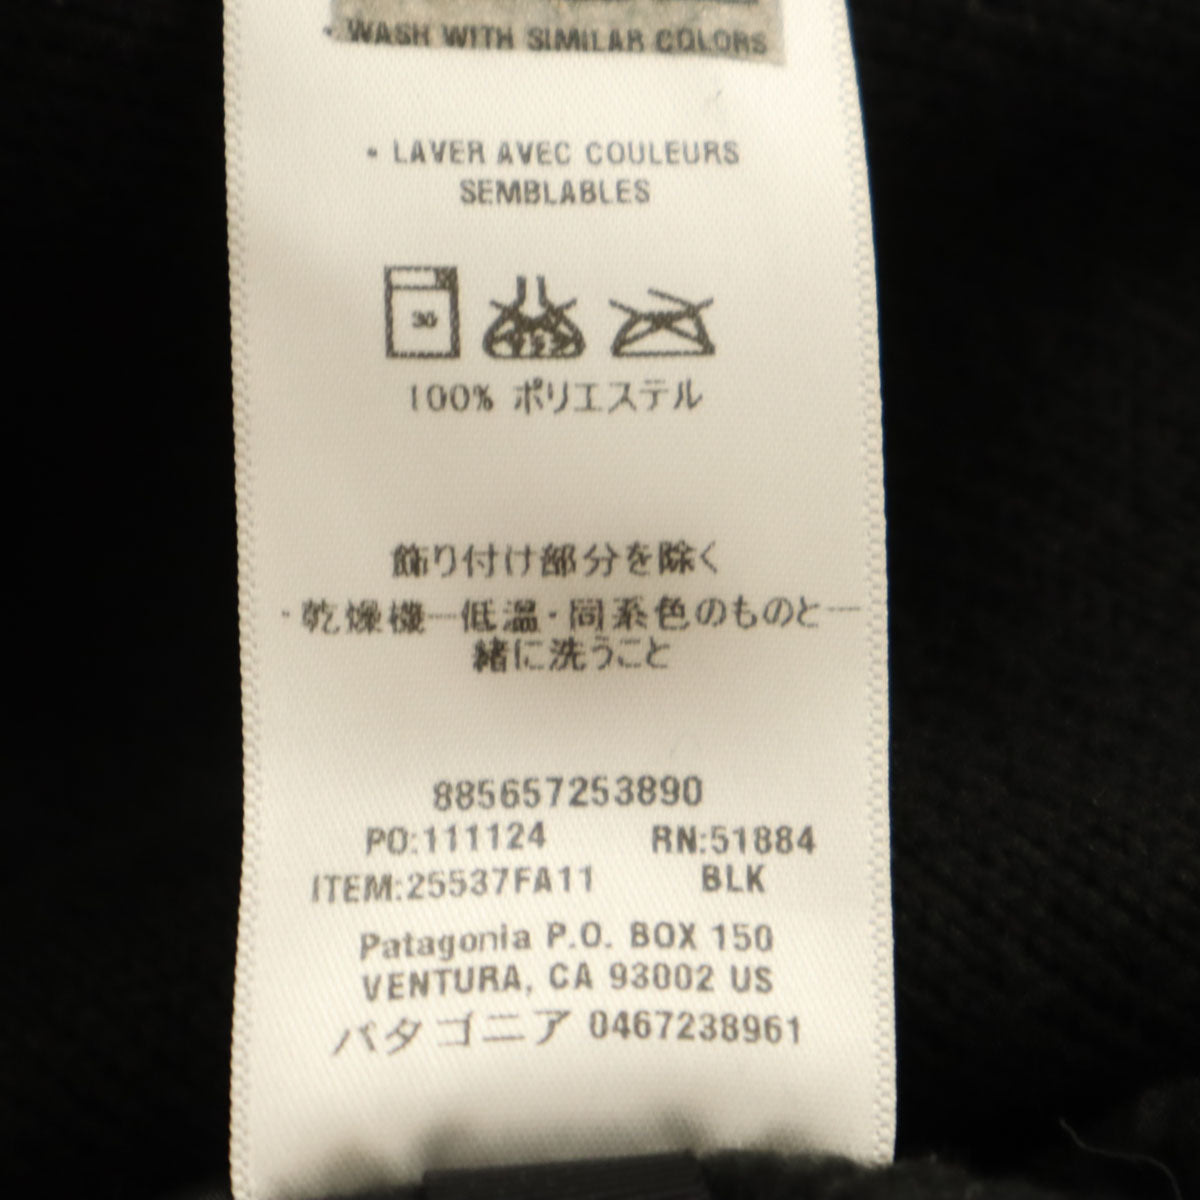 • WASH WITH SIMILAR COLORS
• LAVER AVEC COULEURS
SEMBLABLES
30
100% ポリエステル
飾り付け部分を除く
・乾燥機ー低温・同系色のものと一
緒に洗うこと
885657253890
PO:111124 RN:51884
ITEM:25537FA11 BLK
Patagonia P.O. BOX 150
VENTURA, CA 93002 US
パタゴニア 0467238961